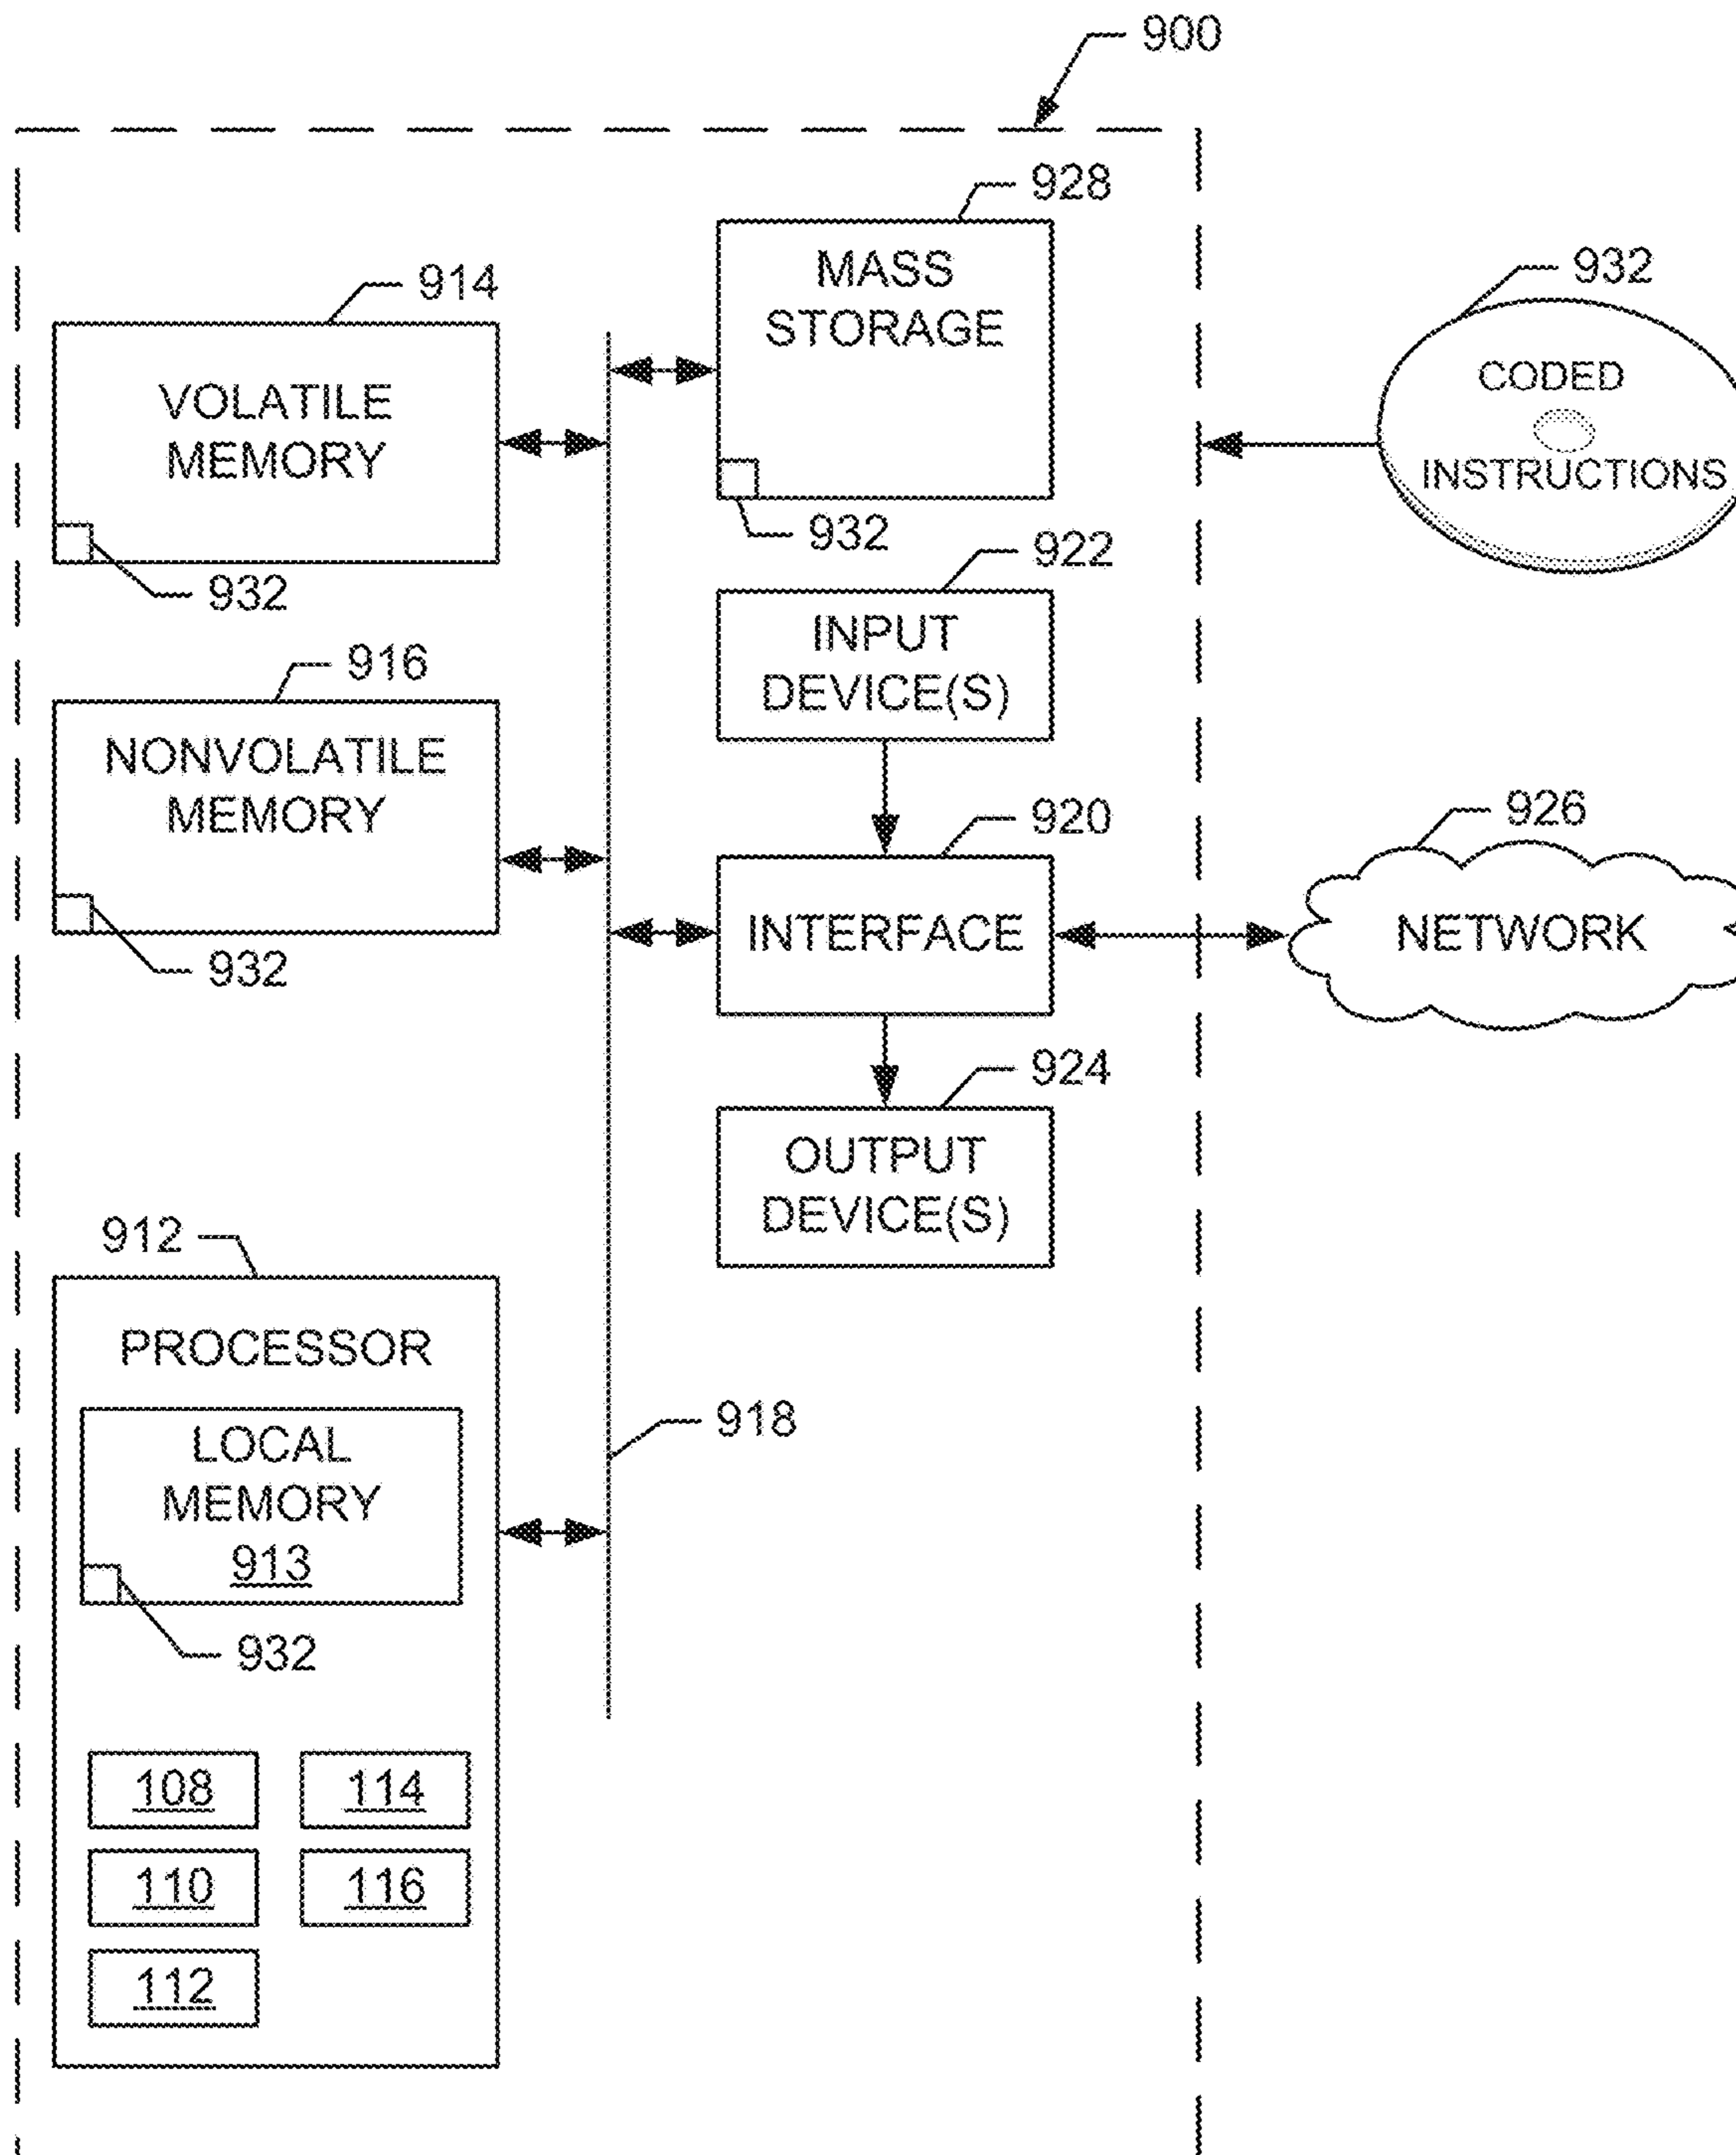 900
928
MASS
STORAGE
932
914
VOLATILE
MEMORY
932
932
CODED
INSTRUCTIONS
922
INPUT
DEVICE(S)
916
NONVOLATILE
MEMORY
932
920
INTERFACE
926
NETWORK
924
OUTPUT
DEVICE(S)
912
PROCESSOR
LOCAL
MEMORY
913
932
918
108
114
110
116
112